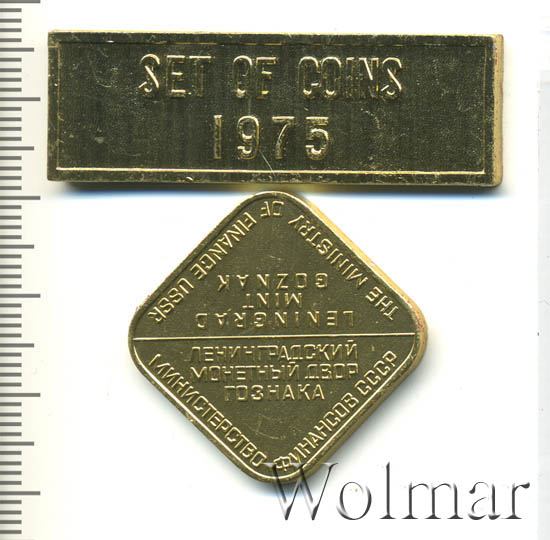 SET OF COINS
1975
THE MINISTRY OF FINANCE USSR
LENINGRAD
MINT
GOZNAK
ЛЕНИНГРАДСКИЙ
МОНЕТНЫЙ ДВОР
ГОЗНАКА
МИНИСТЕРСТВО ФИНАНСОВ СССР
Wolmar